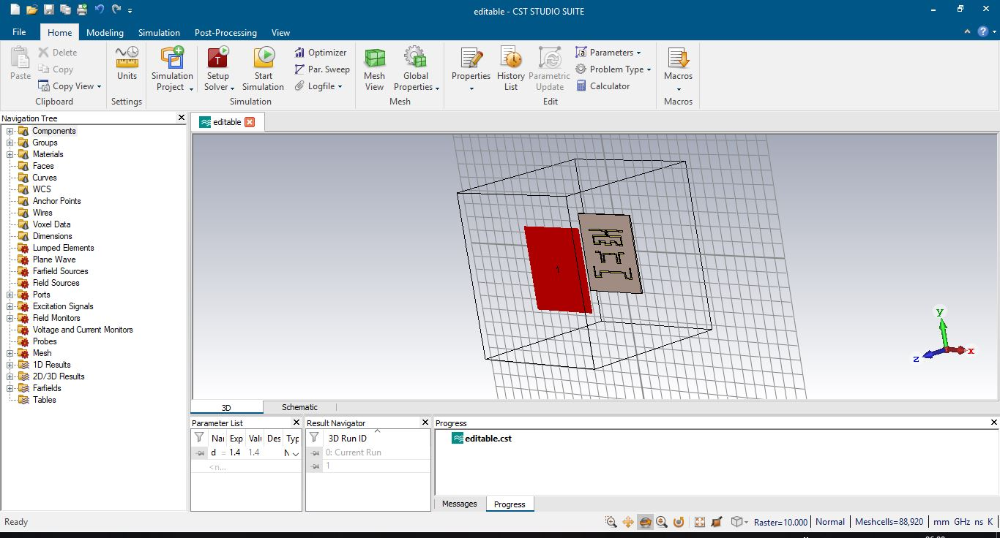 editable - CST STUDIO SUITE
File Home Modeling Simulation Post-Processing View
Paste
Delete
Copy
Copy View
Clipboard
Units
Settings
Simulation Project
Setup Solver
Start Simulation
Optimizer
Par. Sweep
Logfile
Simulation
Mesh View
Global Properties
Mesh
Properties
History List
Parametric Update
Parameters
Problem Type
Calculator
Edit
Macros
Macros
Navigation Tree
Components
Groups
Materials
Faces
Curves
WCS
Anchor Points
Wires
Voxel Data
Dimensions
Lumped Elements
Plane Wave
Farfield Sources
Field Sources
Ports
Excitation Signals
Field Monitors
Voltage and Current Monitors
Probes
Mesh
1D Results
2D/3D Results
Farfields
Tables
editable
1
y
z x
3D Schematic
Parameter List
Nai Exp Valu Des Typ
d = 1.4 1.4 N
<n...
Result Navigator
3D Run ID
0: Current Run
1
Progress
editable.cst
Messages Progress
Ready
Raster=10.000 Normal Meshcells=88,920 mm GHz ns K